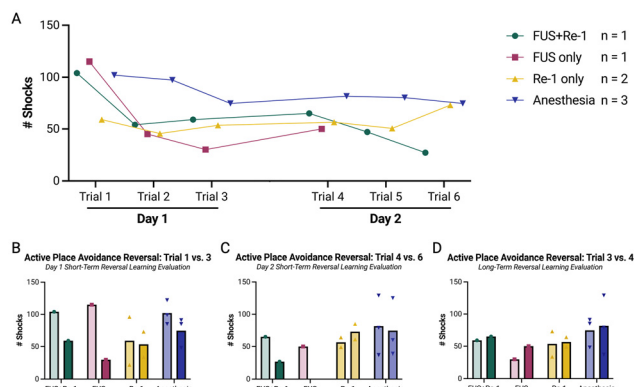 A
150
100
50
0
# Shocks
Trial 1 Trial 2 Trial 3 Trial 4 Trial 5 Trial 6
Day 1 Day 2
FUS+Re-1 n = 1
FUS only n = 1
Re-1 only n = 2
Anesthesia n = 3
B
Active Place Avoidance Reversal: Trial 1 vs. 3
Day 1 Short-Term Reversal Learning Evaluation
150
100
50
0
# Shocks
C
Active Place Avoidance Reversal: Trial 4 vs. 6
Day 2 Short-Term Reversal Learning Evaluation
150
100
50
0
# Shocks
D
Active Place Avoidance Reversal: Trial 3 vs. 4
Long-Term Reversal Learning Evaluation
150
100
50
0
# Shocks